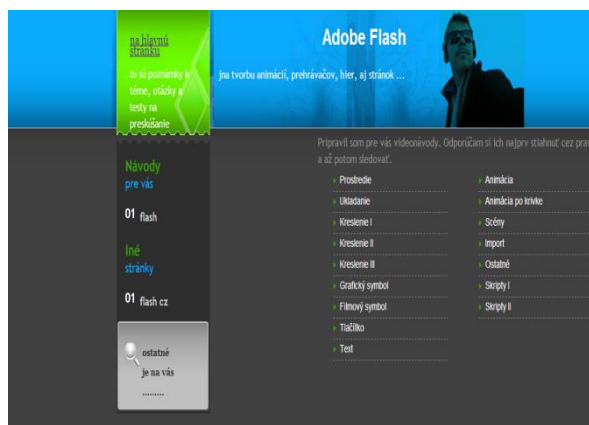 na hlavnú
stránku
tu sú poznámky k
téme, otázky a
testy na
preskúšanie
Adobe Flash
jna tvorbu animácií, prehrávačov, hier, aj stránok ...
Návody
pre vás
01 flash
Iné
stránky
01 flash cz
ostatné
je na vás
.........
Pripravil som pre vás videonávody. Odporúčam si ich najprv stiahnuť cez prav
a až potom sledovať.
Prostredie
Ukladanie
Kreslenie I
Kreslenie II
Kreslenie III
Grafický symbol
Filmový symbol
Tlačítko
Text
Animácia
Animácia po krivke
Scény
Import
Ostatné
Skripty I
Skripty II